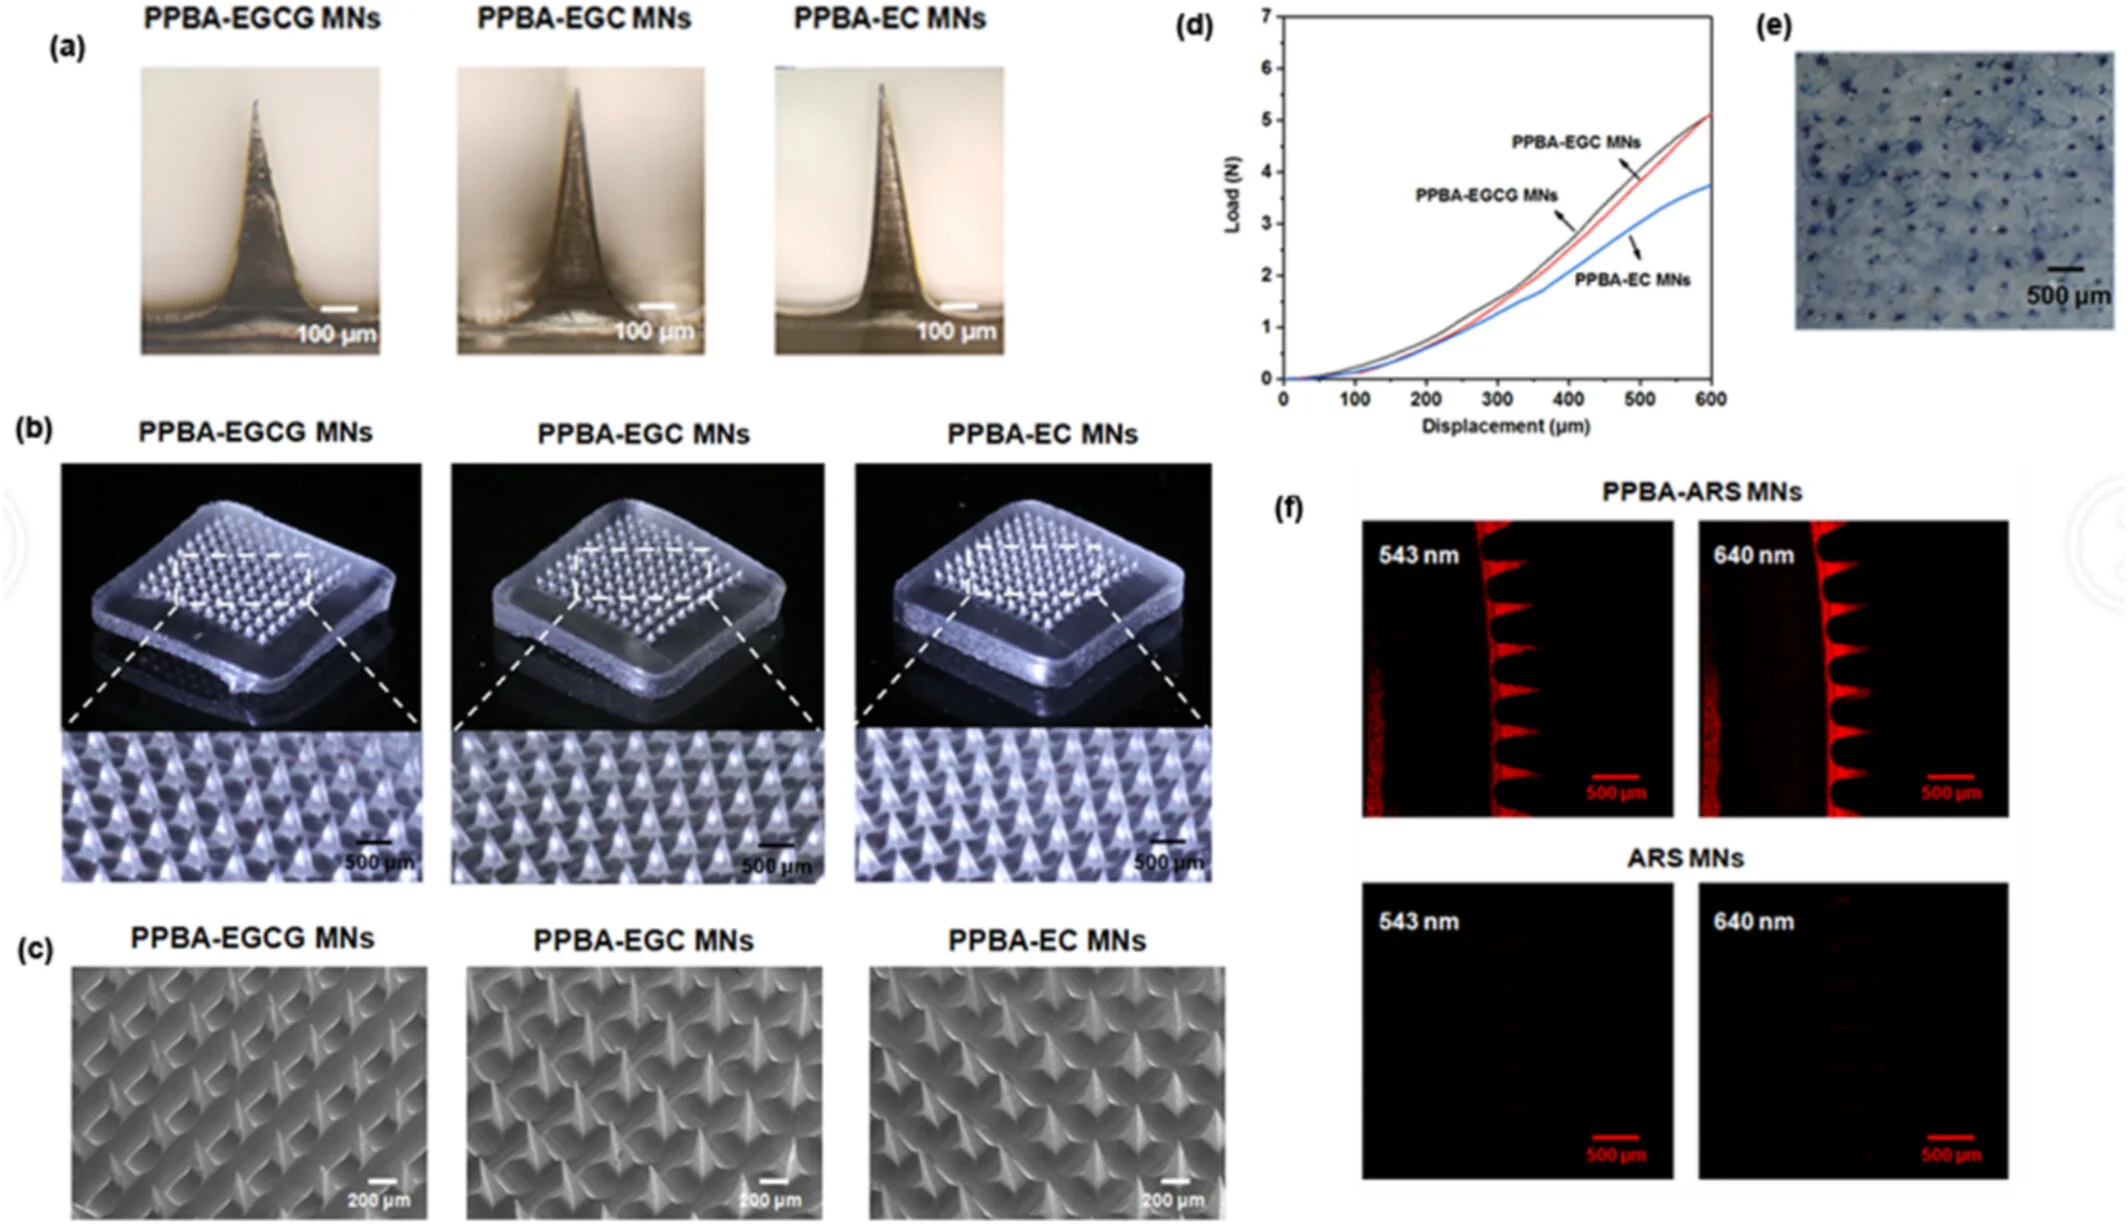 (a)
PPBA-EGCG MNs
PPBA-EGC MNs
PPBA-EC MNs
100 µm
100 µm
100 µm
(b)
PPBA-EGCG MNs
PPBA-EGC MNs
PPBA-EC MNs
500 µm
500 µm
500 µm
(c)
PPBA-EGCG MNs
PPBA-EGC MNs
PPBA-EC MNs
200 µm
200 µm
200 µm
(d)
7
6
5
4
3
2
1
0
Load (N)
PPBA-EGC MNs
PPBA-EGCG MNs
PPBA-EC MNs
0 100 200 300 400 500 600
Displacement (µm)
(e)
500 µm
(f)
PPBA-ARS MNs
543 nm
640 nm
500 µm
500 µm
ARS MNs
543 nm
640 nm
500 µm
500 µm